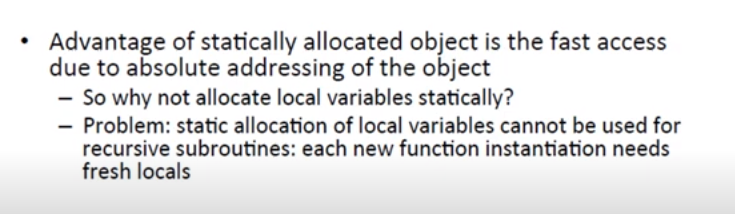 • Advantage of statically allocated object is the fast access
due to absolute addressing of the object
– So why not allocate local variables statically?
– Problem: static allocation of local variables cannot be used for
recursive subroutines: each new function instantiation needs
fresh locals